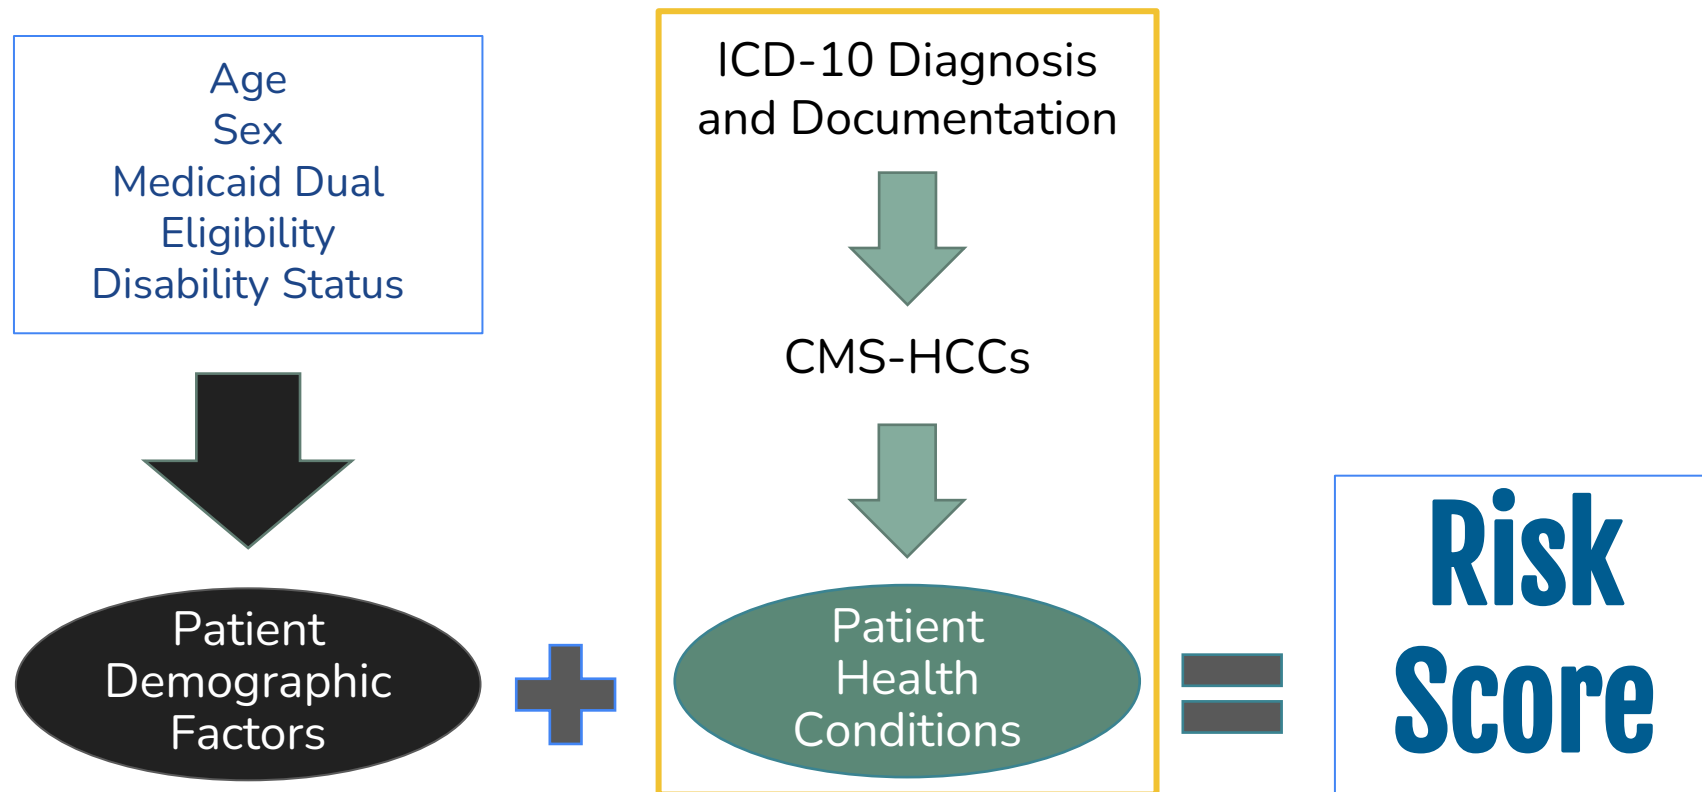 Age
Sex
Medicaid Dual
Eligibility
Disability Status
Patient
Demographic
Factors
ICD-10 Diagnosis
and Documentation
CMS-HCCs
Patient
Health
Conditions
Risk
Score